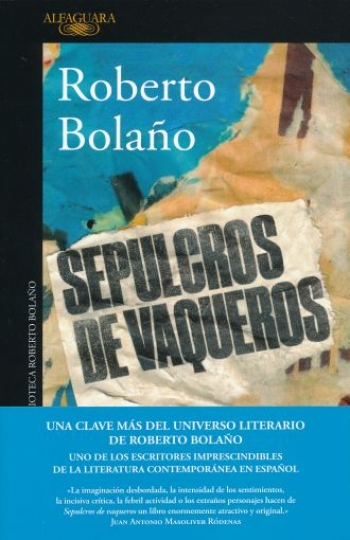 ALFAGUARA
Roberto
Bolaño
SEPULCROS
DE VAQUEROS
BIOTECA ROBERTO BOLAÑO
UNA CLAVE MÁS DEL UNIVERSO LITERARIO
DE ROBERTO BOLAÑO
UNO DE LOS ESCRITORES IMPRESCINDIBLES
DE LA LITERATURA CONTEMPORÁNEA EN ESPAÑOL
«La imaginación desbordada, la intensidad de los sentimientos,
la incisiva crítica, la febril actividad o los extraños personajes hacen de
Sepulcros de vaqueros un libro enormemente atractivo y original.»
Juan Antonio Masoliver Ródenas